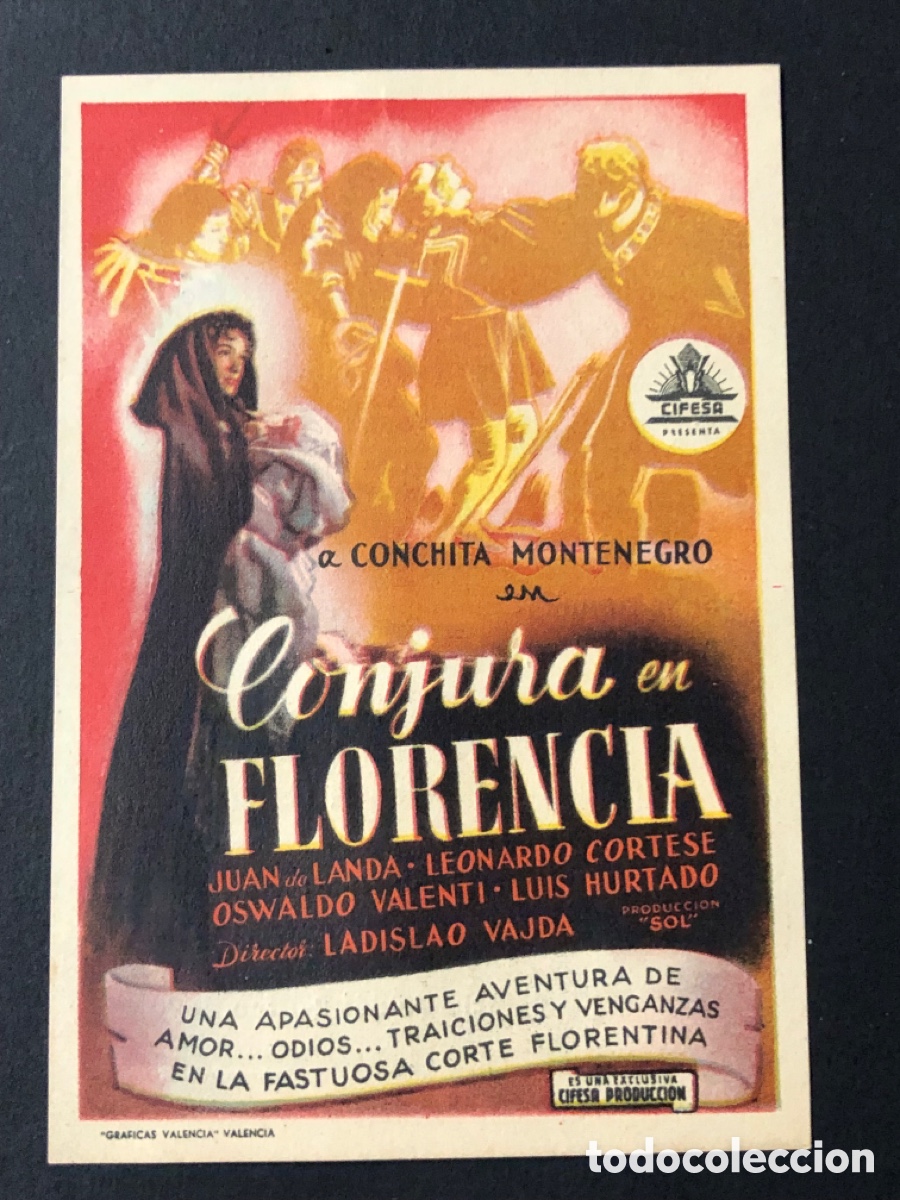 CIFESA
PRESENTA
a CONCHITA MONTENEGRO
en
Conjura en
FLORENCIA
JUAN de LANDA · LEONARDO CORTESE
OSWALDO VALENTI · LUIS HURTADO
PRODUCCION
"SOL"
Director: LADISLAO VAJDA
UNA APASIONANTE AVENTURA DE
AMOR... ODIOS... TRAICIONES Y VENGANZAS
EN LA FASTUOSA CORTE FLORENTINA
ES UNA EXCLUSIVA
CIFESA PRODUCCION
"GRAFICAS VALENCIA" VALENCIA
todocoleccion